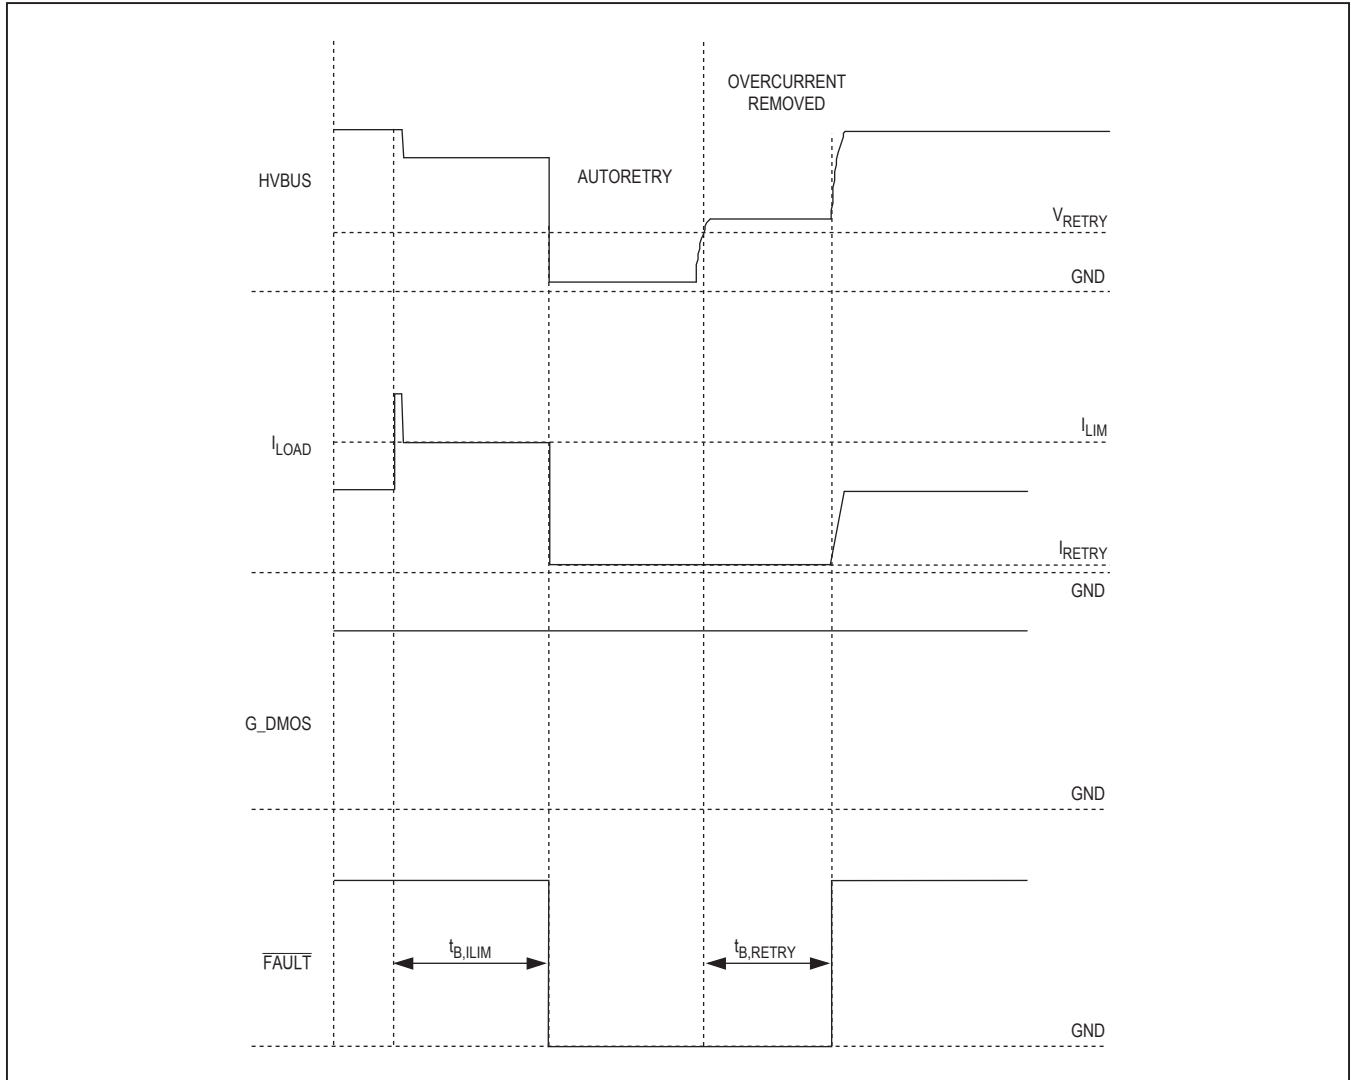 OVERCURRENT
REMOVED
HVBUS
AUTORETRY
VRETRY
GND
ILOAD
ILIM
IRETRY
GND
G_DMOS
GND
FAULT
tB,ILIM
tB,RETRY
GND